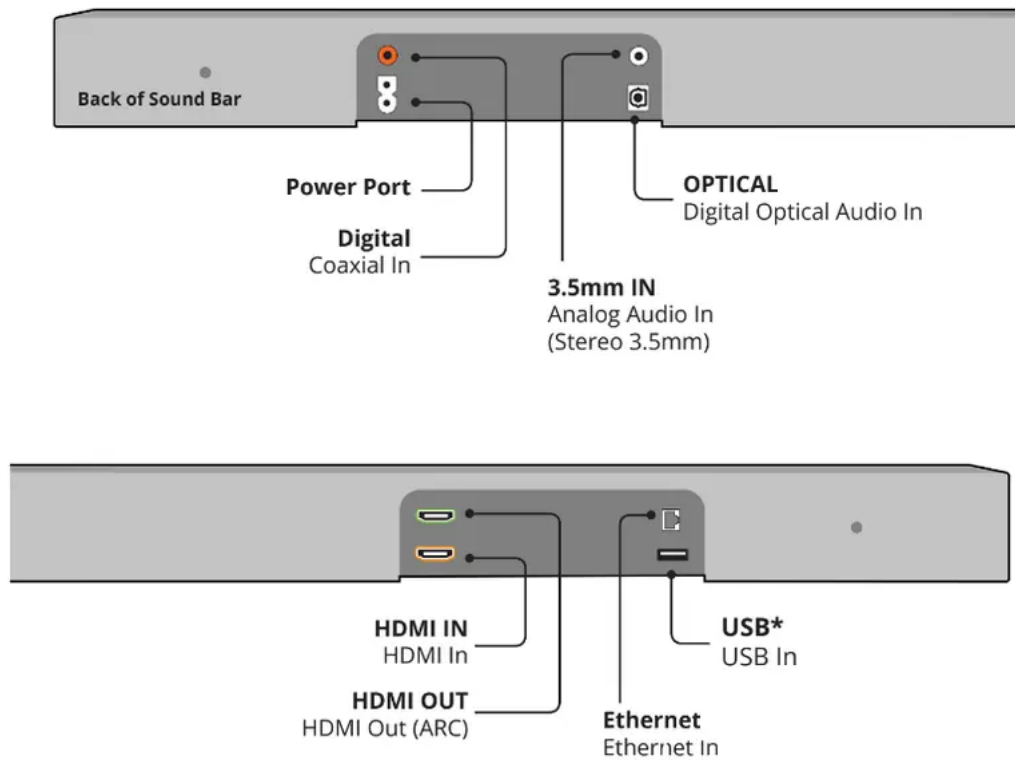 Back of Sound Bar
Power Port
OPTICAL
Digital Optical Audio In
Digital
Coaxial In
3.5mm IN
Analog Audio In
(Stereo 3.5mm)
HDMI IN
HDMI In
USB*
USB In
HDMI OUT
HDMI Out (ARC)
Ethernet
Ethernet In